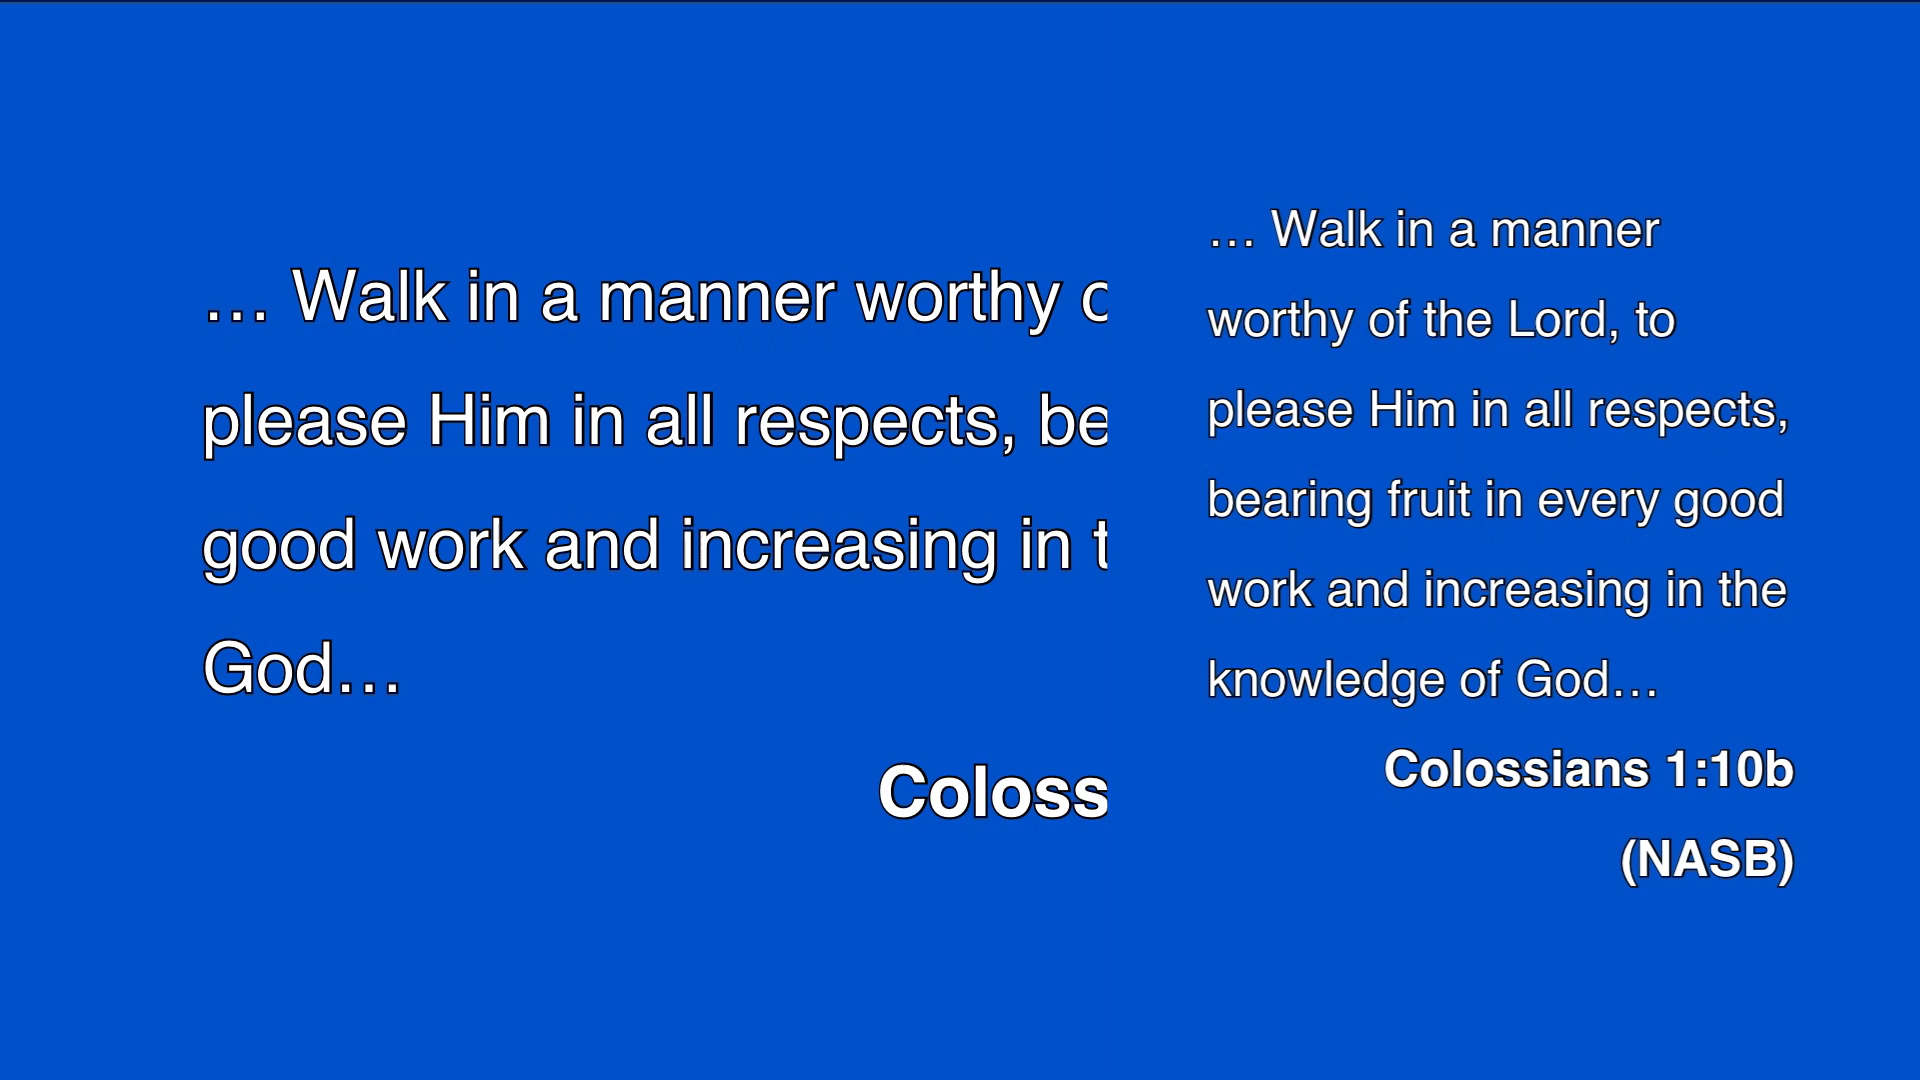 … Walk in a manner worthy
please Him in all respects,
good work and increasing in
God…
… Walk in a manner
worthy of the Lord, to
please Him in all respects,
bearing fruit in every good
work and increasing in the
knowledge of God…
Colossians 1:10b
(NASB)